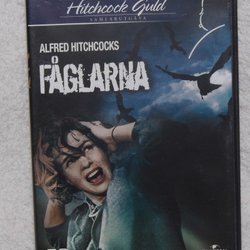 Hitchcock Guld
SAMLARUTGÅVA
ALFRED HITCHCOCKS
FÅGLARNA